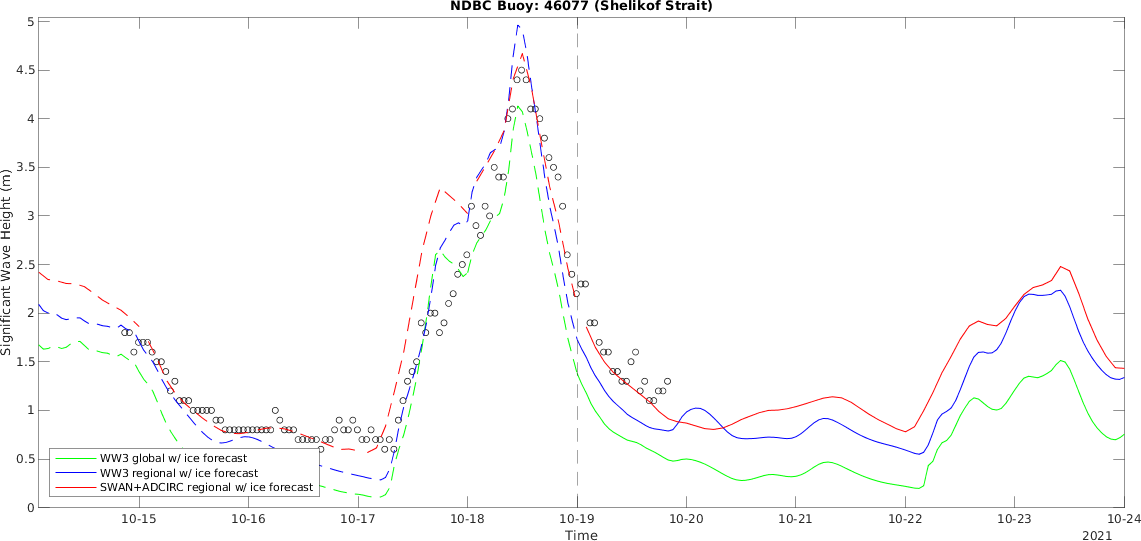 NDBC Buoy: 46077 (Shelikof Strait)
5
4.5
4
3.5
3
2.5
2
1.5
1
0.5
0
Significant Wave Height (m)
WW3 global w/ ice forecast
WW3 regional w/ ice forecast
SWAN+ADCIRC regional w/ ice forecast
10-15 10-16 10-17 10-18 10-19 10-20 10-21 10-22 10-23 10-24
Time
2021